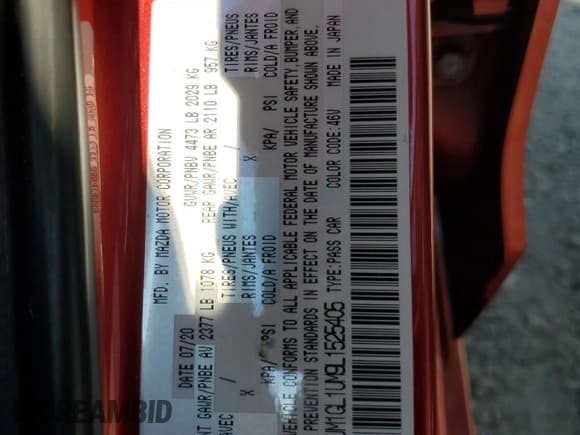 MFD. BY MAZDA MOTOR CORPORATION
DATE 07/20 GVWR/PNBV 4473 LB 2029 KG
NT GAWR/PNBE AV 2377 LB 1078 KG REAR GAWR/PNBE AR 2110 LB 957 KG
TIRES/PNEUS WITH/AVEC / TIRES/PNEUS WITH/AVEC / TIRES/PNEUS
RIMS/JANTES X RIMS/JANTES X RIMS/JANTES
KPA/ PSI COLD/A FROID KPA/ PSI COLD/A FROID KPA/ PSI COLD/A FROID
VEHICLE CONFORMS TO ALL APPLICABLE FEDERAL MOTOR VEHICLE SAFETY, BUMPER, AND
PREVENTION STANDARDS IN EFFECT ON THE DATE OF MANUFACTURE SHOWN ABOVE.
JM1GL1UM9L1525405 TYPE:PASS CAR COLOR CODE:46V MADE IN JAPAN
CARBAMBID